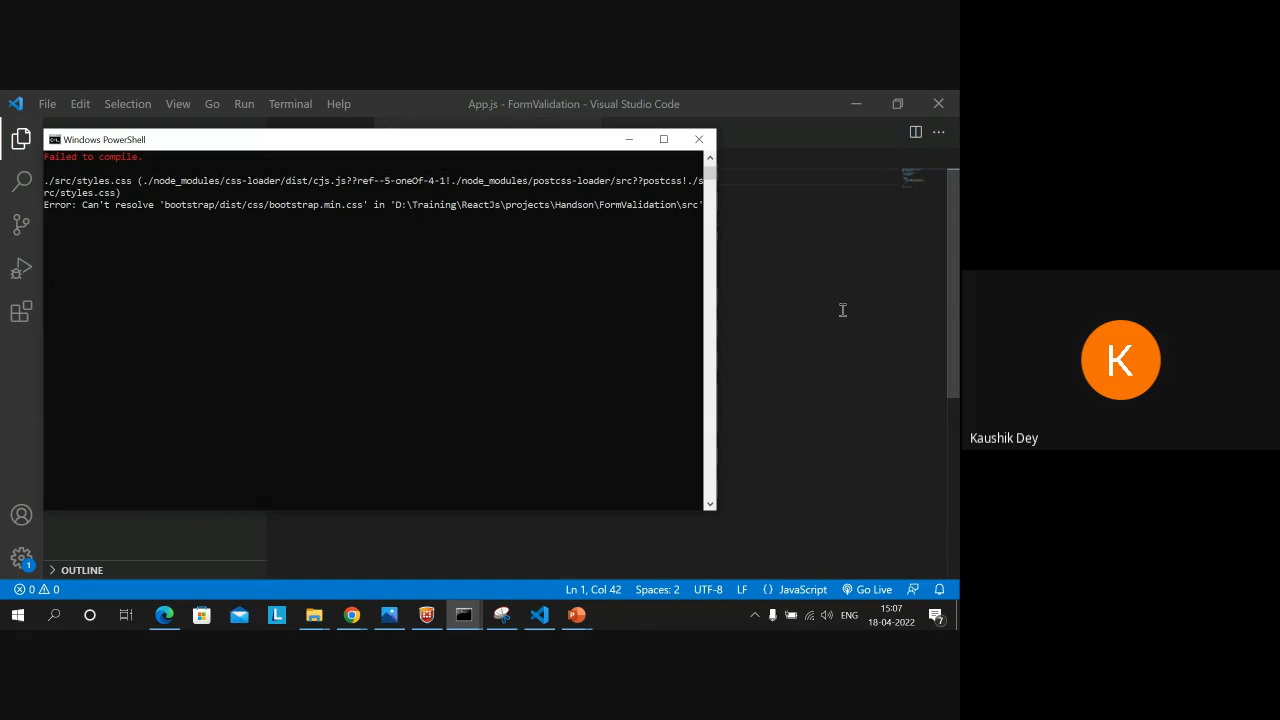 File Edit Selection View Go Run Terminal Help App.js - FormValidation - Visual Studio Code
Windows PowerShell
Failed to compile.
./src/styles.css (./node_modules/css-loader/dist/cjs.js??ref--5-oneOf-4-1!./node_modules/postcss-loader/src??postcss!./s
rc/styles.css)
Error: Can't resolve 'bootstrap/dist/css/bootstrap.min.css' in 'D:\Training\ReactJs\projects\Handson\FormValidation\src'
K
Kaushik Dey
1
OUTLINE
0 0 Ln 1, Col 42 Spaces: 2 UTF-8 LF {} JavaScript Go Live
L ENG 15:07
18-04-2022 7